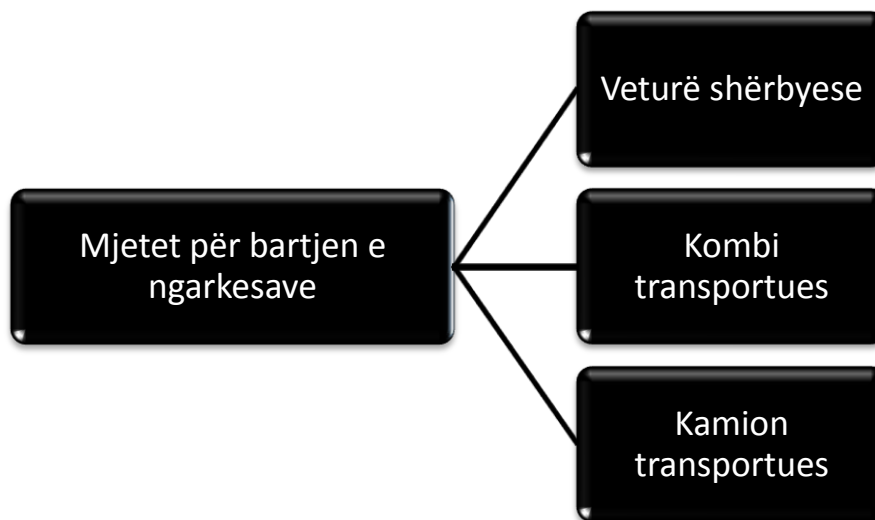 Veturë shërbyese
Mjetet për bartjen e
ngarkesave
Kombi
transportues
Kamion
transportues